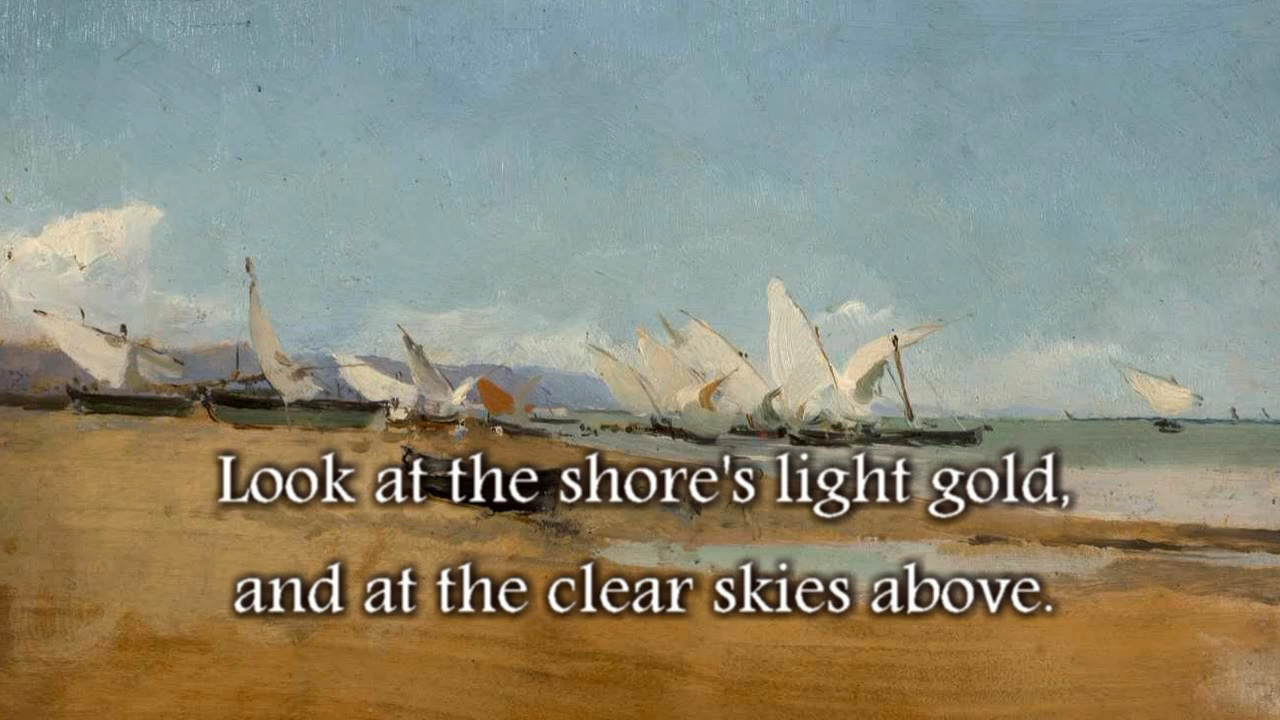 Look at the shore's light gold,
and at the clear skies above.